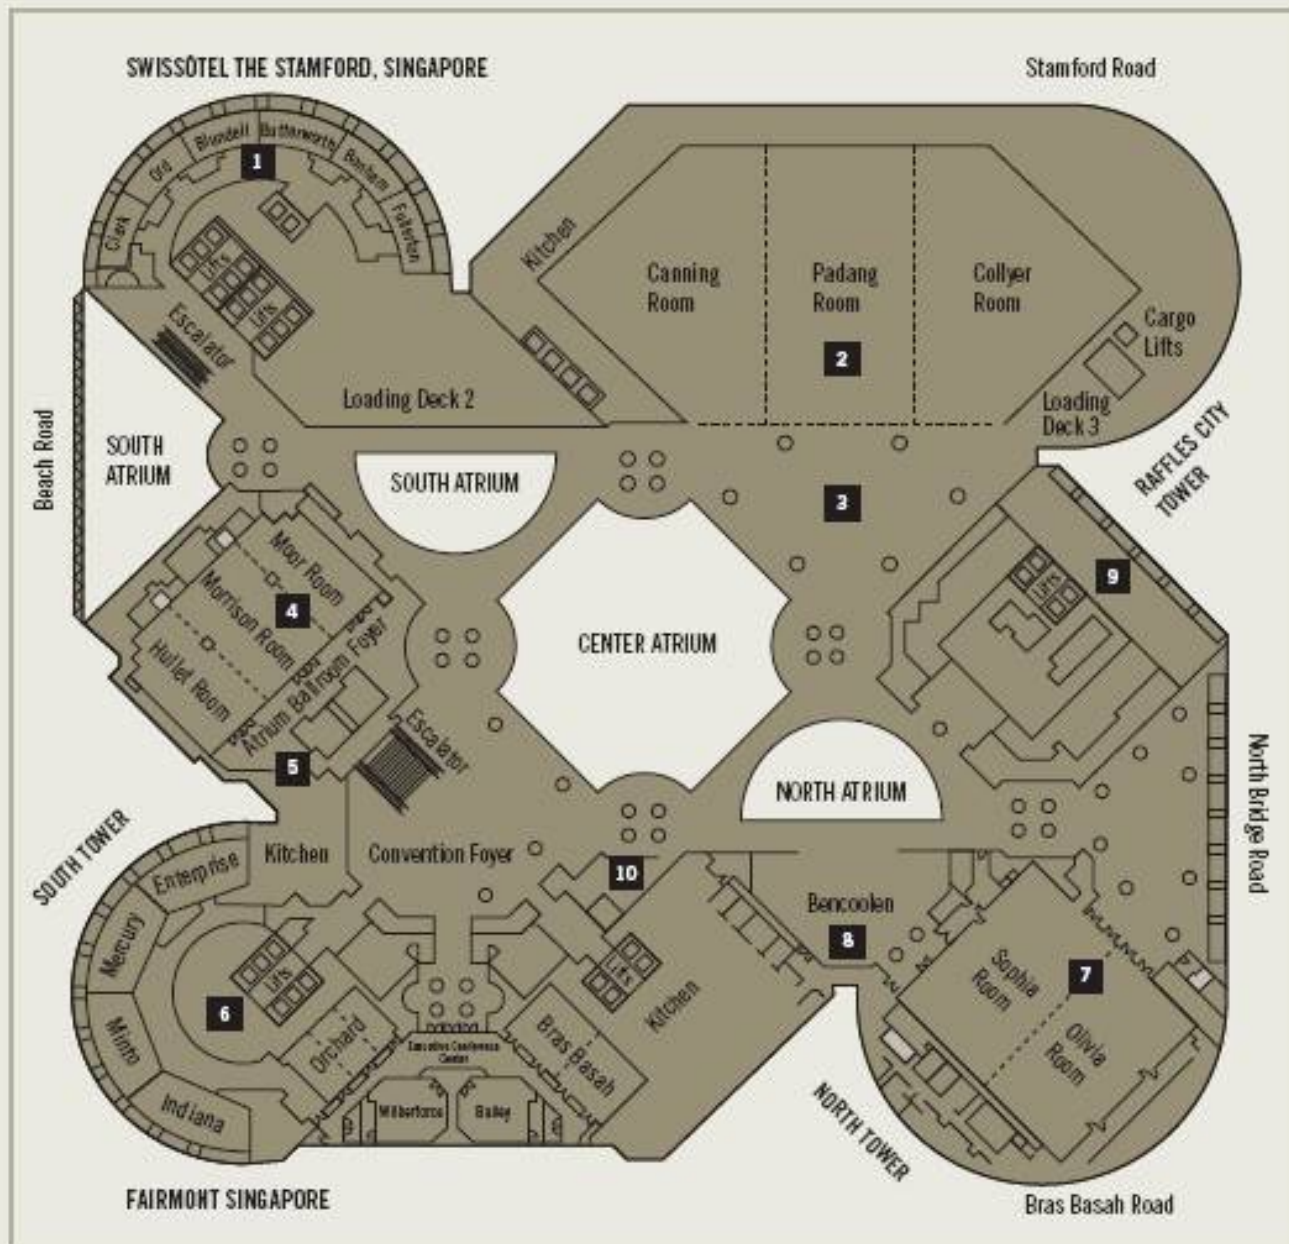 SWISSÔTEL THE STAMFORD, SINGAPORE
Stamford Road
Clark
Ord
Blundell
Butterworth
Bonham
Fullerton
1
Lifts
Lifts
Escalator
Loading Deck 2
Kitchen
Canning
Room
Padang
Room
2
Collyer
Room
Cargo
Lifts
Loading
Deck 3
RAFFLES CITY
TOWER
Beach Road
SOUTH
ATRIUM
SOUTH ATRIUM
3
Moor Room
4
Morrison Room
Hullet Room
Atrium Ballroom Foyer
5
CENTER ATRIUM
Lifts
9
Escalator
NORTH ATRIUM
North Bridge Road
SOUTH TOWER
Kitchen
Convention Foyer
10
Enterprise
Mercury
Minto
Indiana
6
Lifts
Orchard
Executive Conference
Center
Wilberforce
Bailey
Bras Basah
Lifts
Kitchen
Bencoolen
8
Sophia
Room
7
Olivia
Room
NORTH TOWER
FAIRMONT SINGAPORE
Bras Basah Road